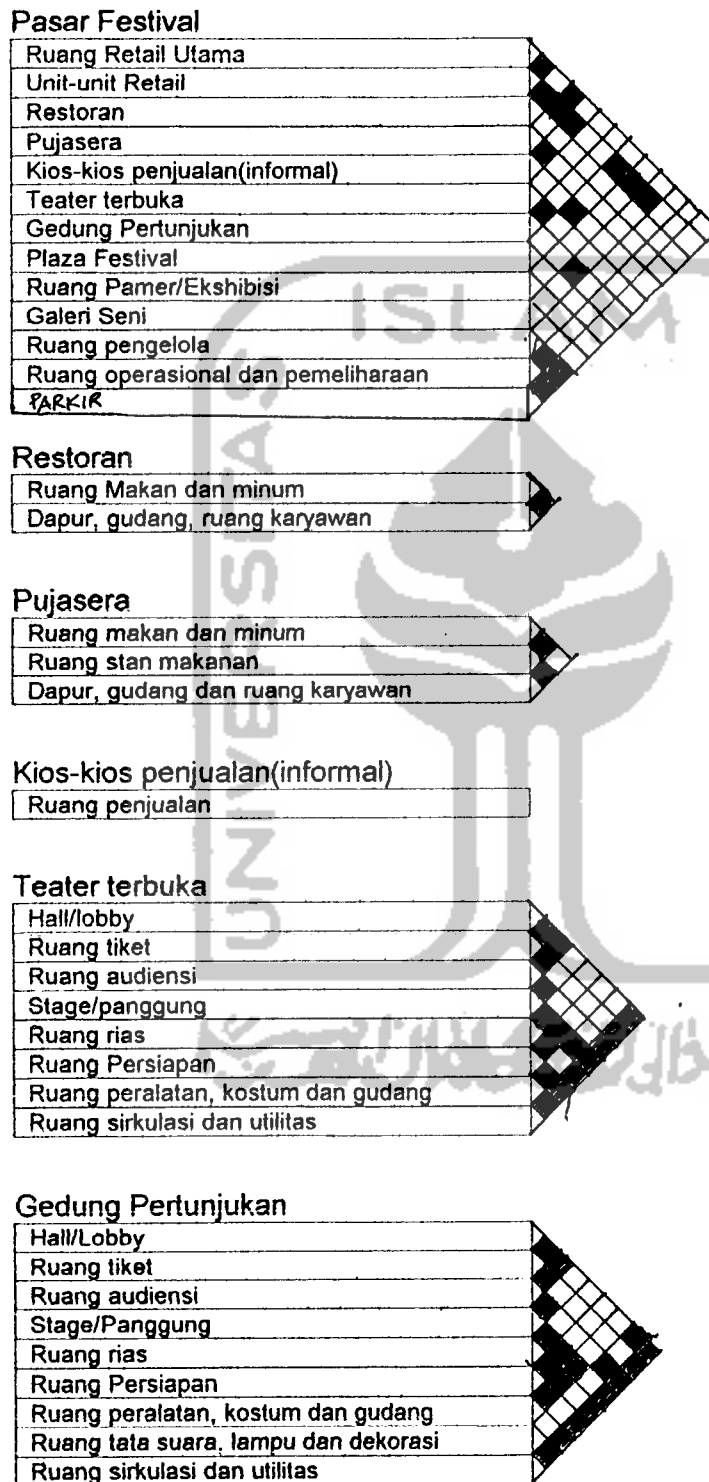 Pasar Festival
Ruang Retail Utama
Unit-unit Retail
Restoran
Pujasera
Kios-kios penjualan(informal)
Teater terbuka
Gedung Pertunjukan
Plaza Festival
Ruang Pamer/Ekshibisi
Galeri Seni
Ruang pengelola
Ruang operasional dan pemeliharaan
PARKIR
Restoran
Ruang Makan dan minum
Dapur, gudang, ruang karyawan
Pujasera
Ruang makan dan minum
Ruang stan makanan
Dapur, gudang dan ruang karyawan
Kios-kios penjualan(informal)
Ruang penjualan
Teater terbuka
Hall/lobby
Ruang tiket
Ruang audiensi
Stage/panggung
Ruang rias
Ruang Persiapan
Ruang peralatan, kostum dan gudang
Ruang sirkulasi dan utilitas
Gedung Pertunjukan
Hall/Lobby
Ruang tiket
Ruang audiensi
Stage/Panggung
Ruang rias
Ruang Persiapan
Ruang peralatan, kostum dan gudang
Ruang tata suara, lampu dan dekorasi
Ruang sirkulasi dan utilitas
UNIVERSITAS
ISLAM